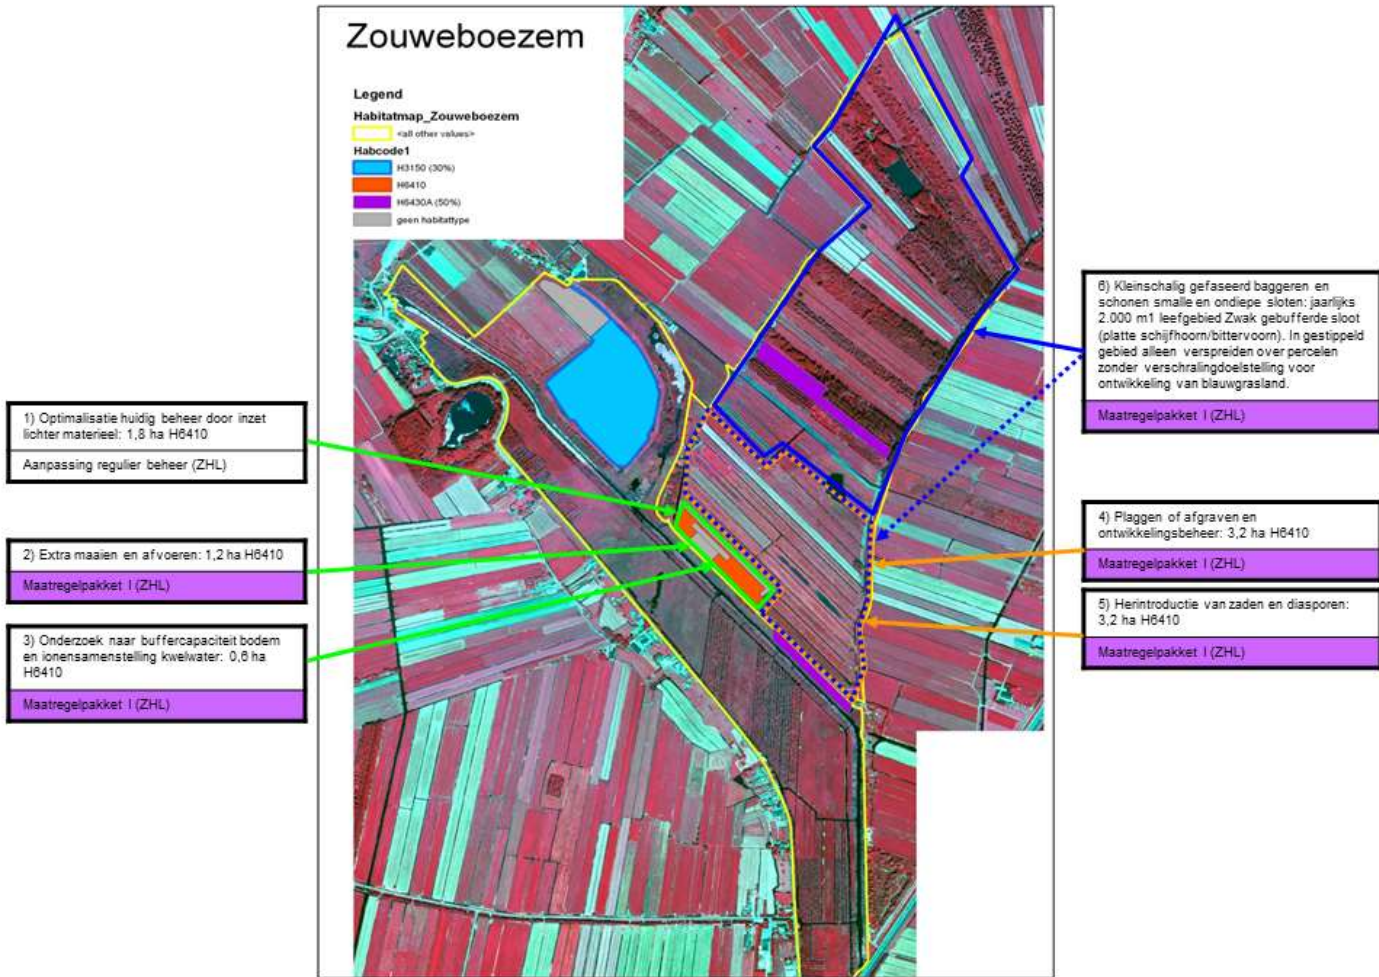 Zouweboezem
Legend
Habitatmap_Zouweboezem
<all other values>
Habcode1
H3150 (30%)
H6410
H6430A (50%)
geen habitattype
1) Optimalisatie huidig beheer door inzet
lichter materieel: 1,8 ha H6410
Aanpassing regulier beheer (ZHL)
2) Extra maaien en afvoeren: 1,2 ha H6410
Maatregelpakket I (ZHL)
3) Onderzoek naar buffercapaciteit bodem
en ionensamenstelling kwelwater: 0,6 ha
H6410
Maatregelpakket I (ZHL)
6) Kleinschalig gefaseerd baggeren en
schonen smalle en ondiepe sloten: jaarlijks
2.000 m1 leefgebied Zwak gebufferde sloot
(platte schijfhoorn/bittervoorn). In gestippeld
gebied alleen verspreiden over percelen
zonder verschralingdoelstelling voor
ontwikkeling van blauwgrasland.
Maatregelpakket I (ZHL)
4) Plaggen of afgraven en
ontwikkelingsbeheer: 3,2 ha H6410
Maatregelpakket I (ZHL)
5) Herintroductie van zaden en diasporen:
3,2 ha H6410
Maatregelpakket I (ZHL)